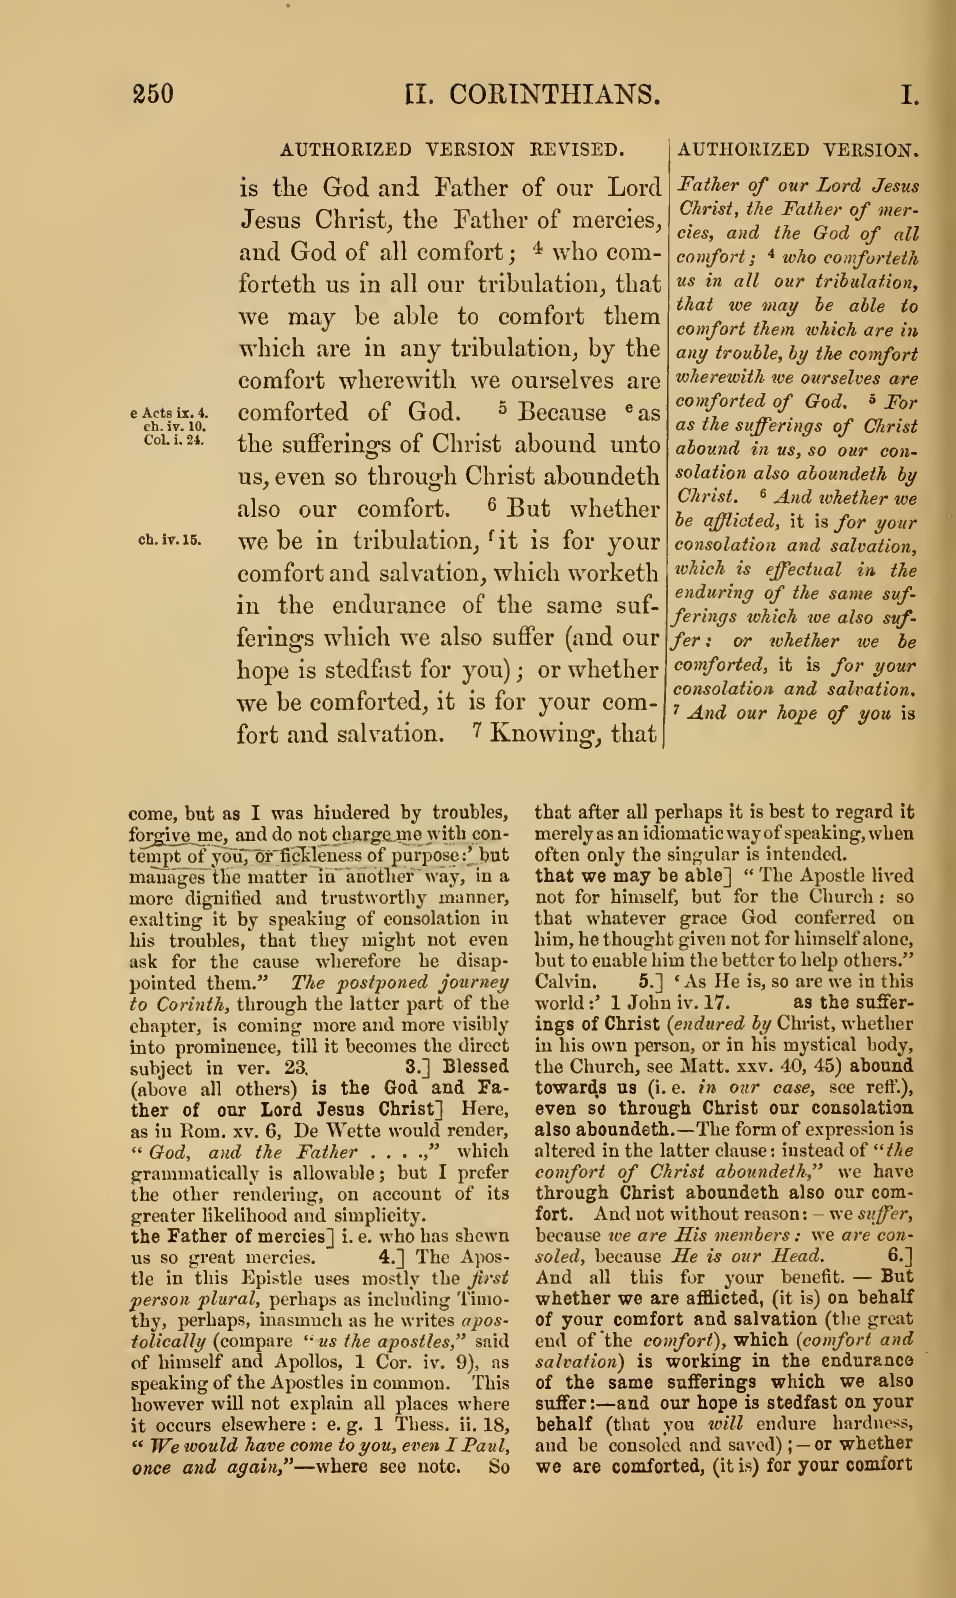 250
II. CORINTHIANS.
I.
AUTHORIZED VERSION REVISED.
is the God and Father of our Lord
Jesus Christ, the Father of mercies,
and God of all comfort; 4 who com-
forteth us in all our tribulation, that
we may be able to comfort them
which are in any tribulation, by the
comfort wherewith we ourselves are
comforted of God. 5 Because e as
the sufferings of Christ abound unto
us, even so through Christ aboundeth
also our comfort. 6 But whether
we be in tribulation, f it is for your
comfort and salvation, which worketh
in the endurance of the same suf-
ferings which we also suffer (and our
hope is stedfast for you); or whether
we be comforted, it is for your com-
fort and salvation. 7 Knowing, that
e Acts ix. 4.
ch. iv. 10.
Col. i. 24.
ch. iv. 15.
AUTHORIZED VERSION.
Father of our Lord Jesus
Christ, the Father of mer-
cies, and the God of all
comfort; 4 who comforteth
us in all our tribulation,
that we may be able to
comfort them which are in
any trouble, by the comfort
wherewith we ourselves are
comforted of God. 5 For
as the sufferings of Christ
abound in us, so our con-
solation also aboundeth by
Christ. 6 And whether we
be afflicted, it is for your
consolation and salvation,
which is effectual in the
enduring of the same suf-
ferings which we also suf-
fer: or whether we be
comforted, it is for your
consolation and salvation.
7 And our hope of you is
come, but as I was hindered by troubles,
forgive me, and do not charge me with con-
tempt of you, or fickleness of purpose:' but
manages the matter in another way, in a
more dignified and trustworthy manner,
exalting it by speaking of consolation in
his troubles, that they might not even
ask for the cause wherefore he disap-
pointed them." The postponed journey
to Corinth, through the latter part of the
chapter, is coming more and more visibly
into prominence, till it becomes the direct
subject in ver. 23. 3.] Blessed
(above all others) is the God and Fa-
ther of our Lord Jesus Christ] Here,
as in Rom. xv. 6, De Wette would render,
"God, and the Father . . . .," which
grammatically is allowable; but I prefer
the other rendering, on account of its
greater likelihood and simplicity.
the Father of mercies] i. e. who has shewn
us so great mercies. 4.] The Apos-
tle in this Epistle uses mostly the first
person plural, perhaps as including Timo-
thy, perhaps, inasmuch as he writes apos-
tolically (compare "us the apostles," said
of himself and Apollos, 1 Cor. iv. 9), as
speaking of the Apostles in common. This
however will not explain all places where
it occurs elsewhere: e. g. 1 Thess. ii. 18,
"We would have come to you, even I Paul,
once and again,"—where see note. So
that after all perhaps it is best to regard it
merely as an idiomatic way of speaking, when
often only the singular is intended.
that we may be able] "The Apostle lived
not for himself, but for the Church: so
that whatever grace God conferred on
him, he thought given not for himself alone,
but to enable him the better to help others."
Calvin. 5.] 'As He is, so are we in this
world:' 1 John iv. 17. as the suffer-
ings of Christ (endured by Christ, whether
in his own person, or in his mystical body,
the Church, see Matt. xxv. 40, 45) abound
towards us (i. e. in our case, see reff.),
even so through Christ our consolation
also aboundeth.—The form of expression is
altered in the latter clause: instead of "the
comfort of Christ aboundeth," we have
through Christ aboundeth also our com-
fort. And not without reason:—we suffer,
because we are His members: we are con-
soled, because He is our Head. 6.]
And all this for your benefit. — But
whether we are afflicted, (it is) on behalf
of your comfort and salvation (the great
end of the comfort), which (comfort and
salvation) is working in the endurance
of the same sufferings which we also
suffer:—and our hope is stedfast on your
behalf (that you will endure hardness,
and be consoled and saved);—or whether
we are comforted, (it is) for your comfort